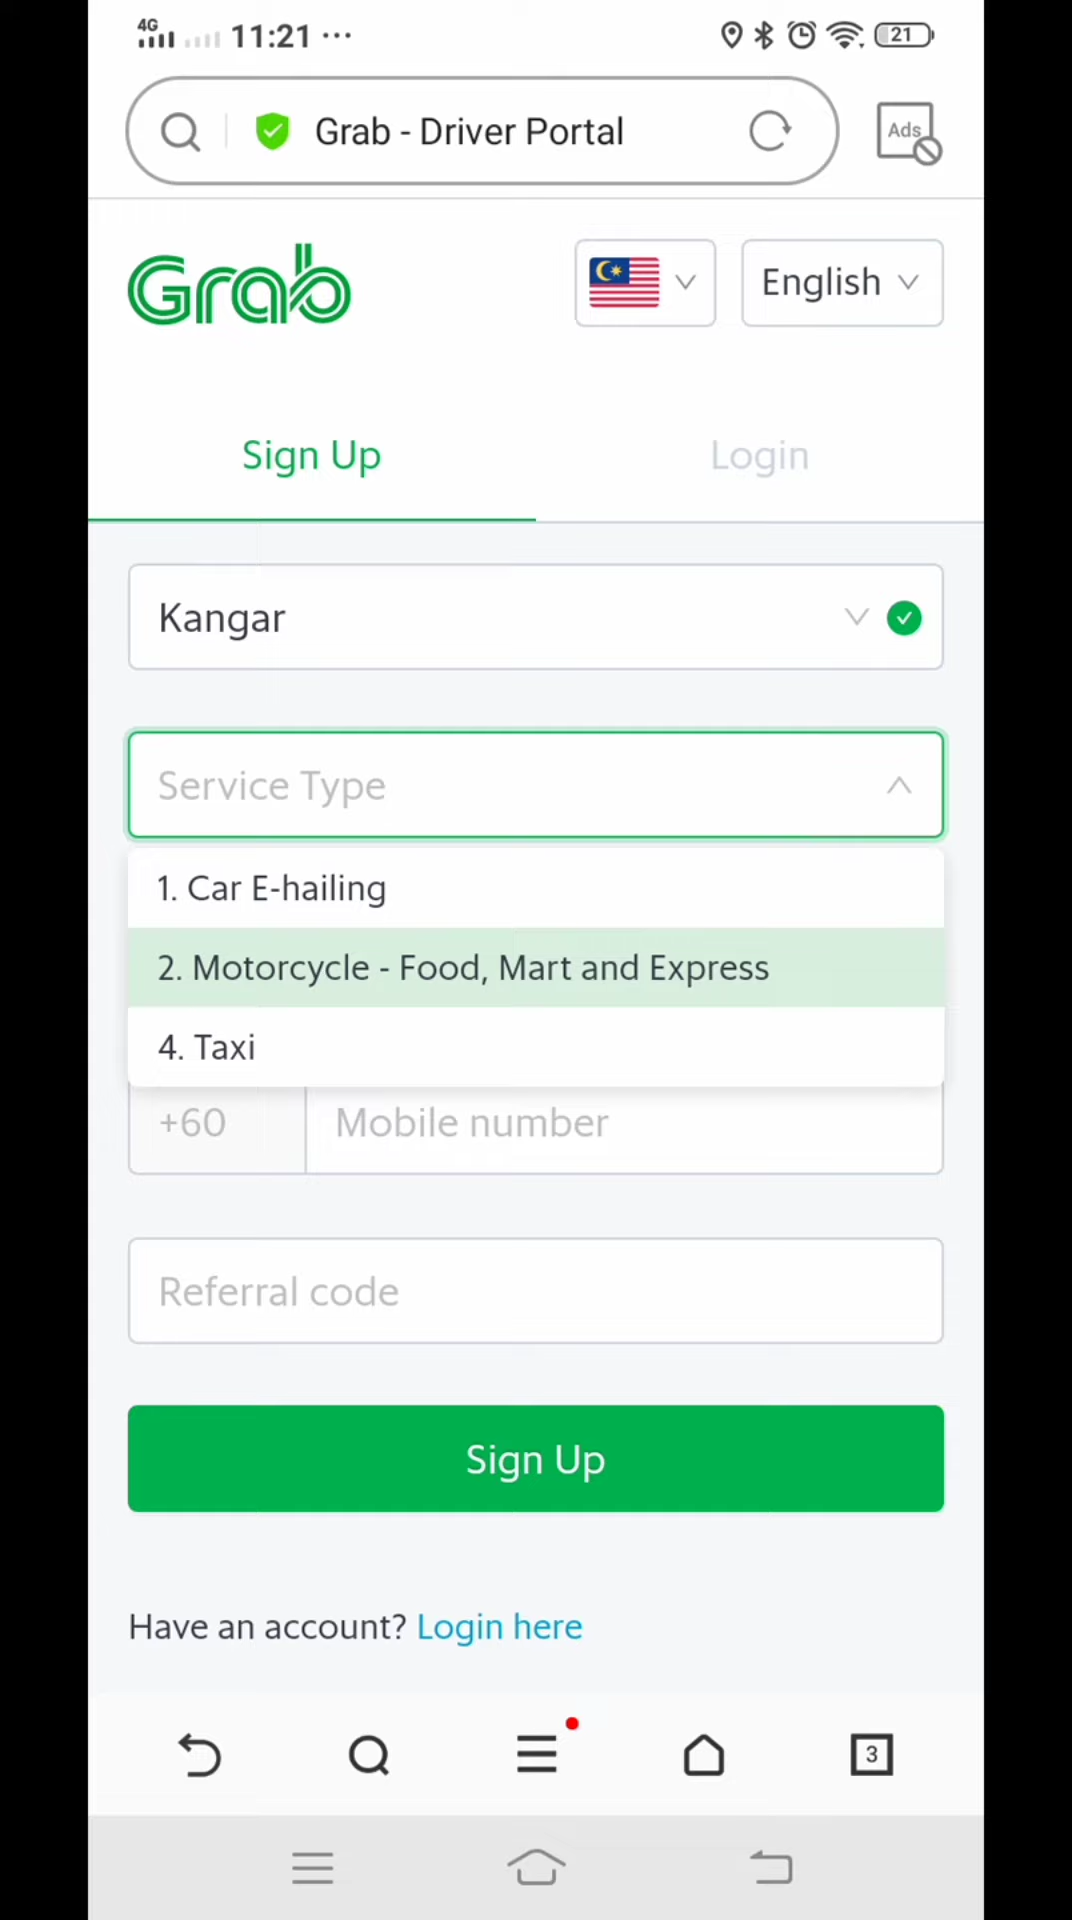 4G 11:21 ... 21
Grab - Driver Portal
Ads
Grab
English
Sign Up
Login
Kangar
Service Type
1. Car E-hailing
2. Motorcycle - Food, Mart and Express
4. Taxi
+60 Mobile number
Referral code
Sign Up
Have an account? Login here
3